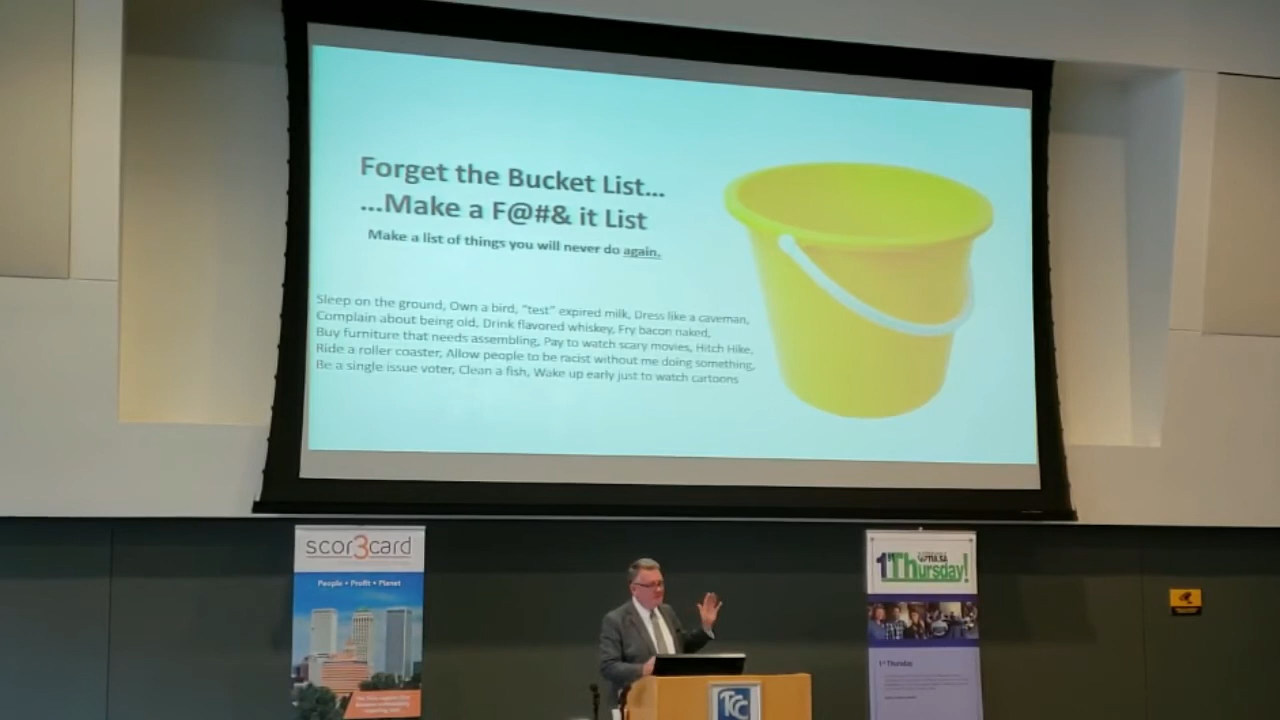 Forget the Bucket List...
...Make a F@#& it List
Make a list of things you will never do again.
Sleep on the ground, Own a bird, “test” expired milk, Dress like a caveman,
Complain about being old, Drink flavored whiskey, Fry bacon naked,
Buy furniture that needs assembling, Pay to watch scary movies, Hitch Hike,
Ride a roller coaster, Allow people to be racist without me doing something,
Be a single issue voter, Clean a fish, Wake up early just to watch cartoons
scor3card
People • Profit • Planet
TULSA
1st Thursday!
1st Thursday
TCC